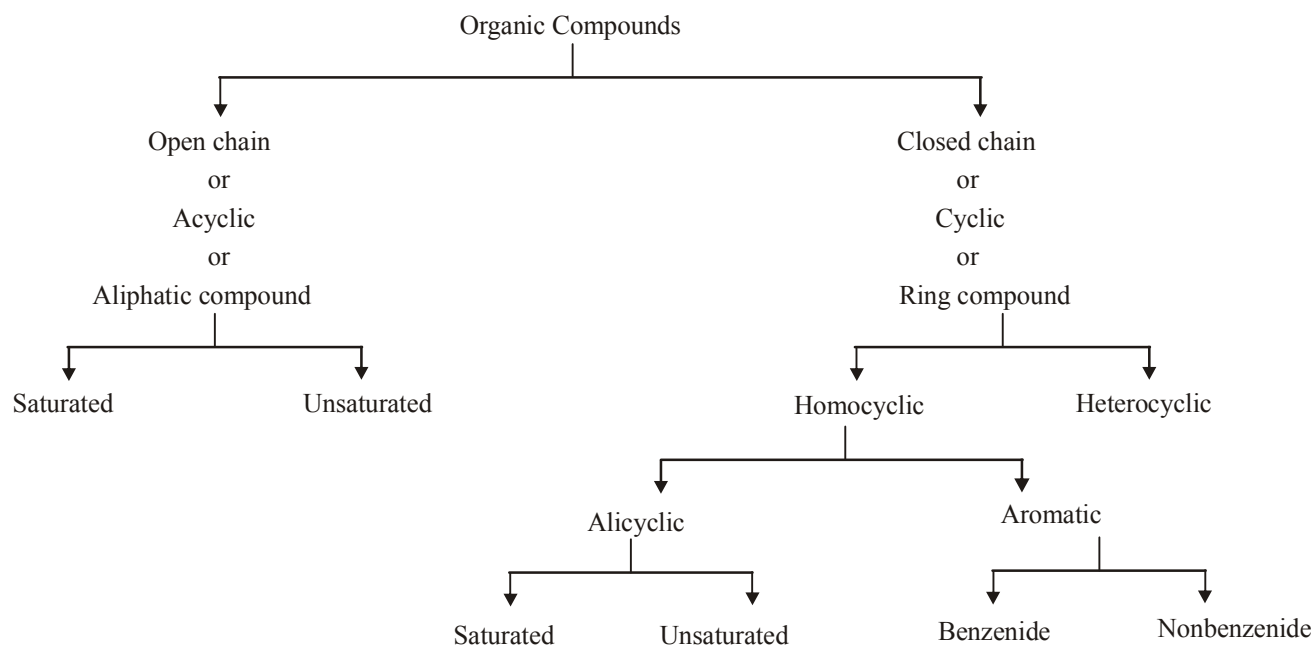 Organic Compounds
Open chain
or
Acyclic
or
Aliphatic compound
Closed chain
or
Cyclic
or
Ring compound
Saturated
Unsaturated
Homocyclic
Heterocyclic
Alicyclic
Aromatic
Saturated
Unsaturated
Benzenide
Nonbenzenide